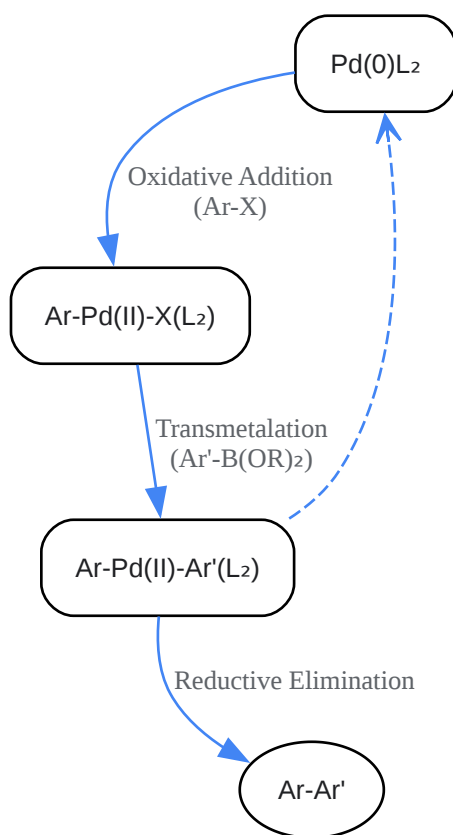 Pd(0)L₂
Oxidative Addition
(Ar-X)
Ar-Pd(II)-X(L₂)
Transmetalation
(Ar'-B(OR)₂)
Ar-Pd(II)-Ar'(L₂)
Reductive Elimination
Ar-Ar'